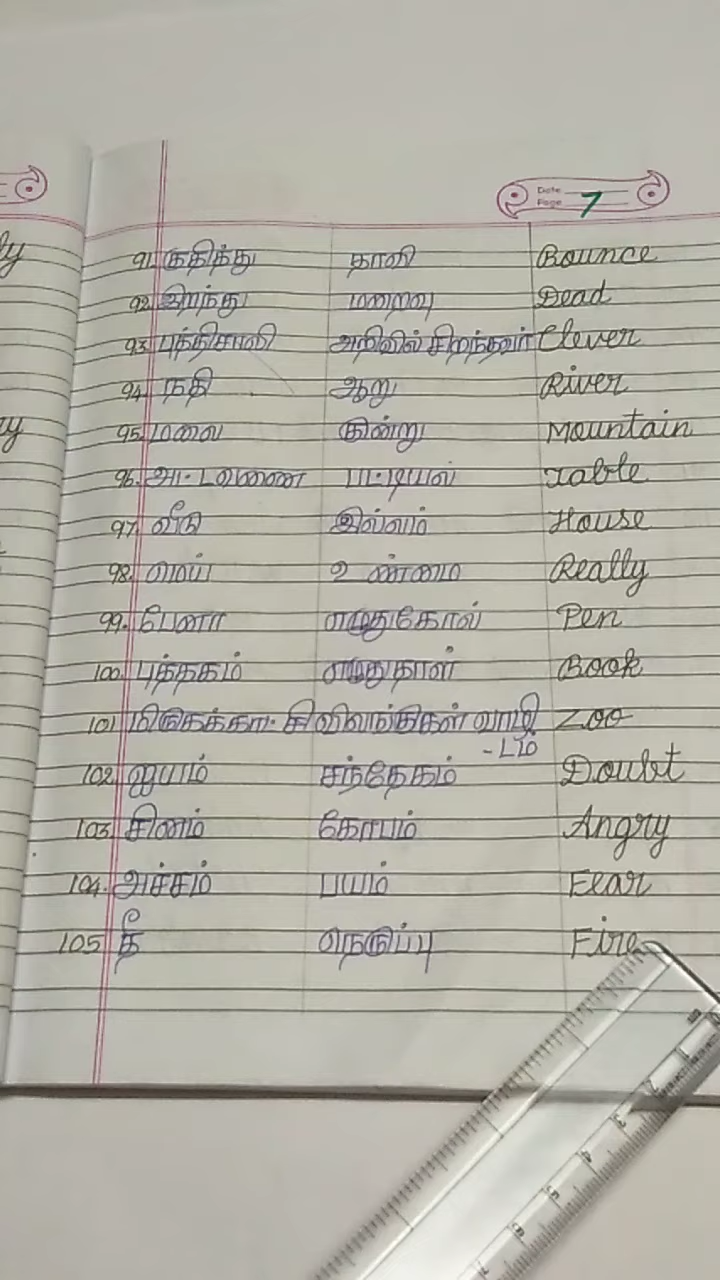 Date
Page 7
91. குதித்து தாவி Bounce
92. இறந்து மறைவு Dead
93. புத்திசாலி அறிவில் சிறந்தவர் Clever
94. நதி ஆறு River
95. மலை குன்று Mountain
96. அட்டவணை பட்டியல் Table
97. வீடு இல்லம் House
98. மெய் உண்மை Really
99. பேனா எழுதுகோல் Pen
100. புத்தகம் எழுதுதாள் Book
101. மிருகக்காட்சி விலங்கிகள் வாழி Zoo
-டம்
102. ஐயம் சந்தேகம் Doubt
103. சினம் கோபம் Angry
104. அச்சம் பயம் Fear
105 தீ நெருப்பு Fire